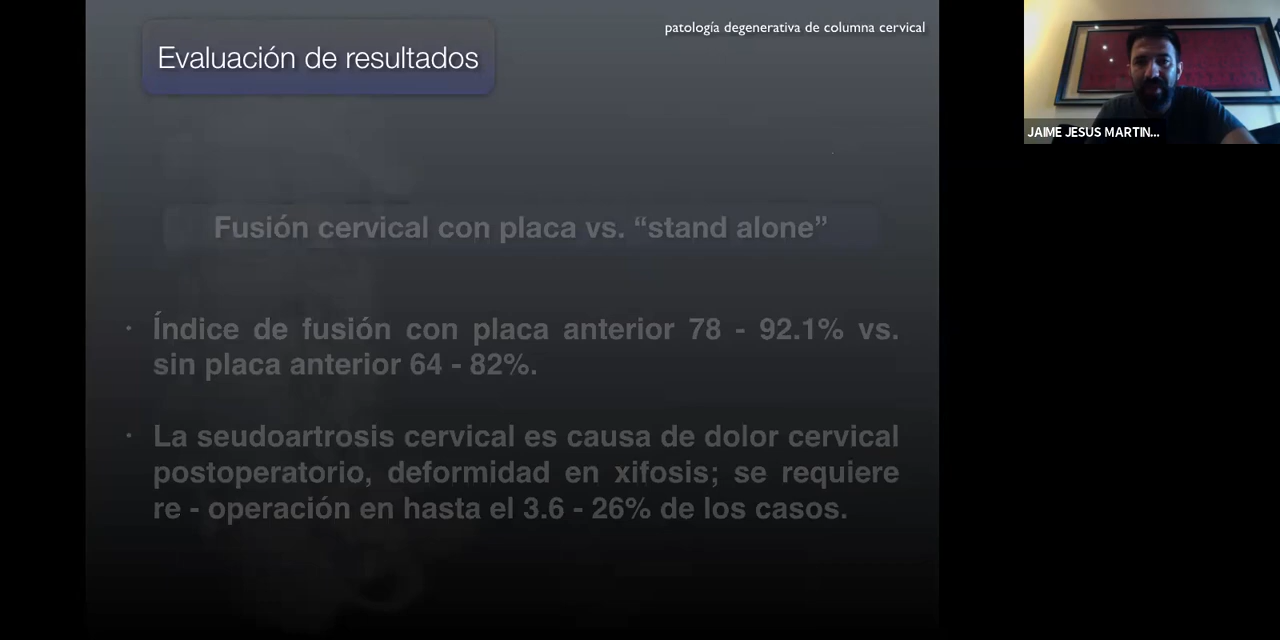 patología degenerativa de columna cervical
Evaluación de resultados
JAIME JESUS MARTIN...
Fusión cervical con placa vs. “stand alone”
· Índice de fusión con placa anterior 78 - 92.1% vs.
sin placa anterior 64 - 82%.
· La seudoartrosis cervical es causa de dolor cervical
postoperatorio, deformidad en xifosis; se requiere
re - operación en hasta el 3.6 - 26% de los casos.